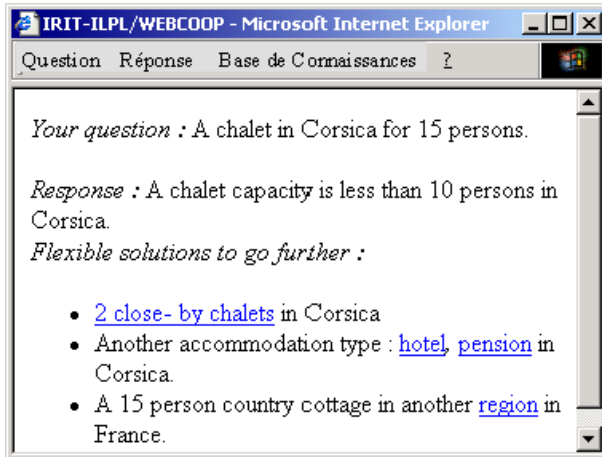 IRIT-ILPL/WEBCOOP - Microsoft Internet Explorer
Question Réponse Base de Connaissances ?
Your question : A chalet in Corsica for 15 persons.
Response : A chalet capacity is less than 10 persons in
Corsica.
Flexible solutions to go further :
• 2 close- by chalets in Corsica
• Another accommodation type : hotel, pension in
Corsica.
• A 15 person country cottage in another region in
France.